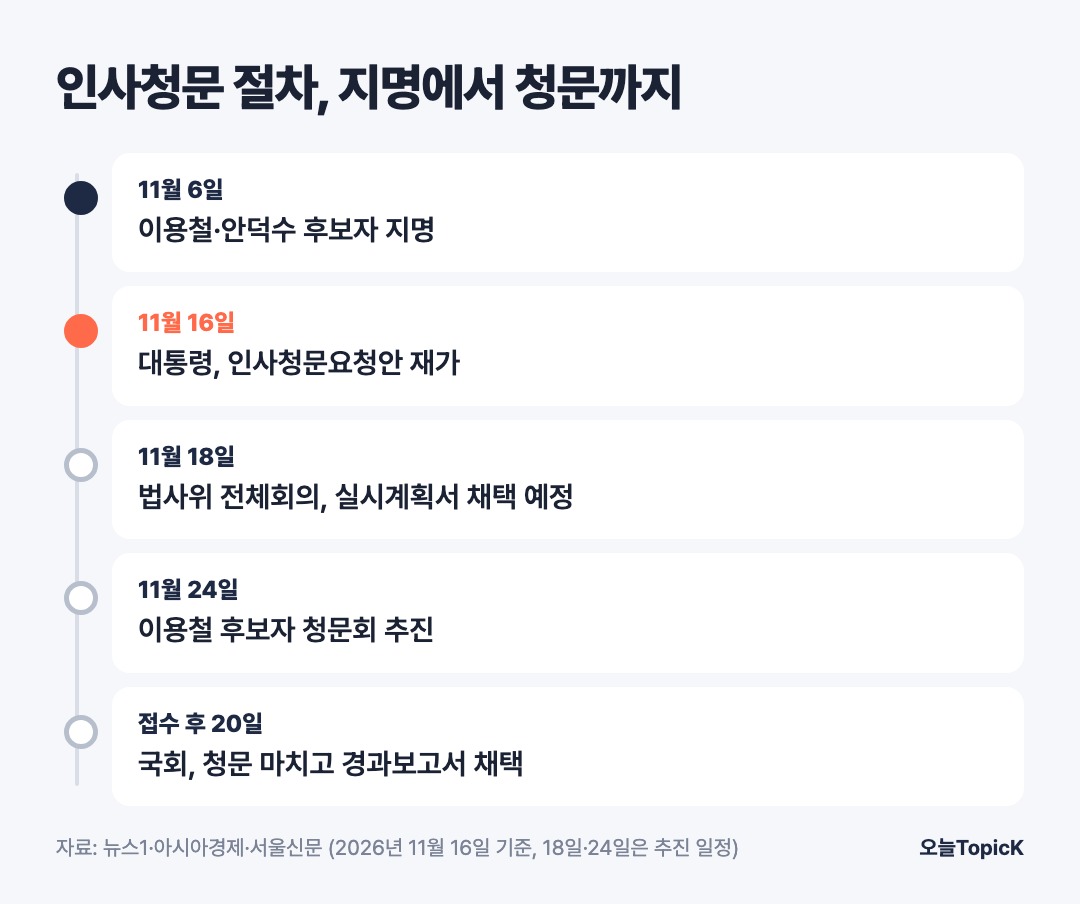 인사청문 절차, 지명에서 청문까지
11월 6일
이용철·안덕수 후보자 지명
11월 16일
대통령, 인사청문요청안 재가
11월 18일
법사위 전체회의, 실시계획서 채택 예정
11월 24일
이용철 후보자 청문회 추진
접수 후 20일
국회, 청문 마치고 경과보고서 채택
자료: 뉴스1·아시아경제·서울신문 (2026년 11월 16일 기준, 18일·24일은 추진 일정)
오늘TopicK